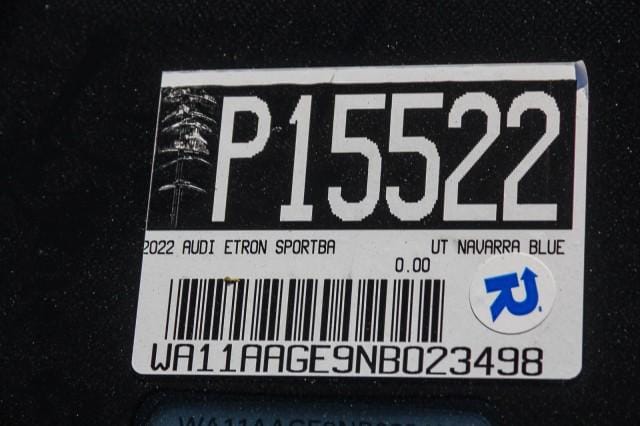 P15522
2022 AUDI ETRON SPORTBA UT NAVARRA BLUE
0.00
R
WA11AAGE9NB023498